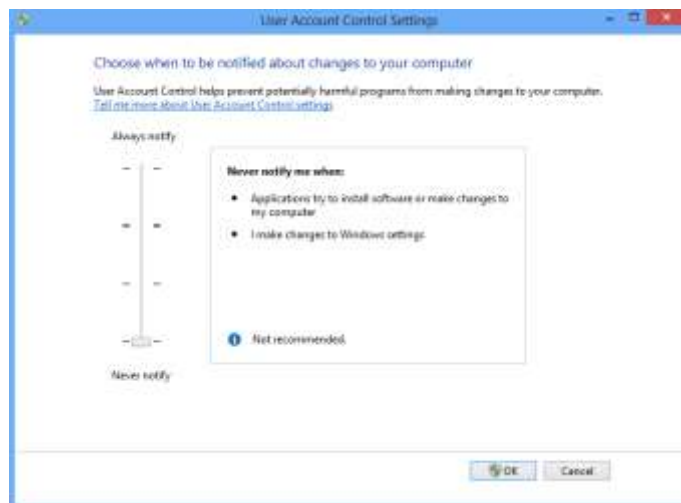 User Account Control Settings
Choose when to be notified about changes to your computer
User Account Control helps prevent potentially harmful programs from making changes to your computer.
Tell me more about User Account Control settings
Always notify
Never notify me when:
Applications try to install software or make changes to
my computer
I make changes to Windows settings
Not recommended.
Never notify
OK
Cancel